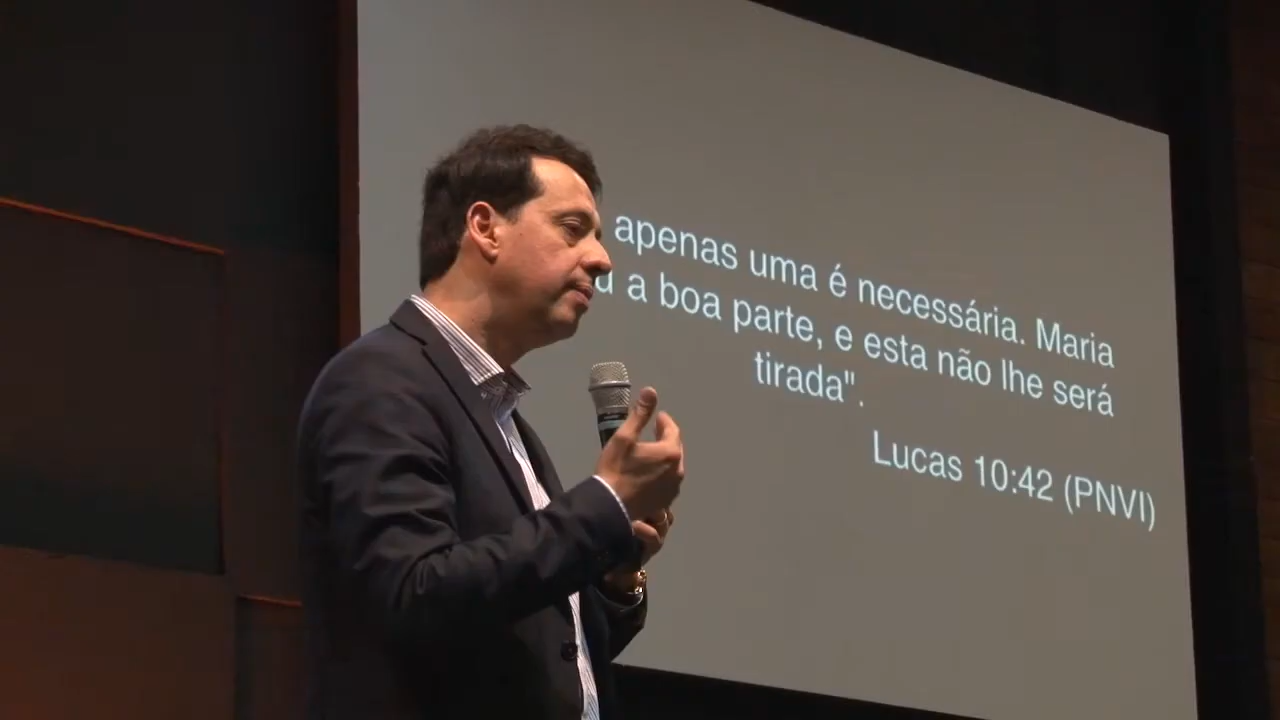 apenas uma é necessária. Maria
a boa parte, e esta não lhe será
tirada".
Lucas 10:42 (PNVI)